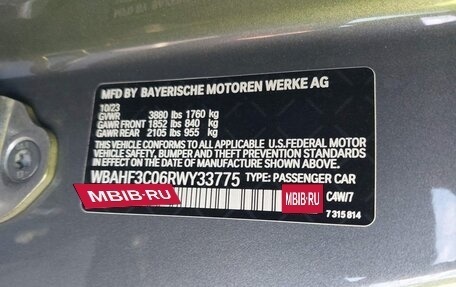 MFD BY BAYERISCHE MOTOREN WERKE AG
10/23
GVWR 3880 lbs 1760 kg
GAWR FRONT 1852 lbs 840 kg
GAWR REAR 2105 lbs 955 kg
THIS VEHICLE CONFORMS TO ALL APPLICABLE U.S.FEDERAL MOTOR
VEHICLE SAFETY, BUMPER AND THEFT PREVENTION STANDARDS
IN EFFECT ON THE DATE OF MANUFACTURE SHOWN ABOVE.
WBAHF3C06RWY33775 TYPE: PASSENGER CAR
MBIB.RU MBIB.RU C4W/7
7 315 814